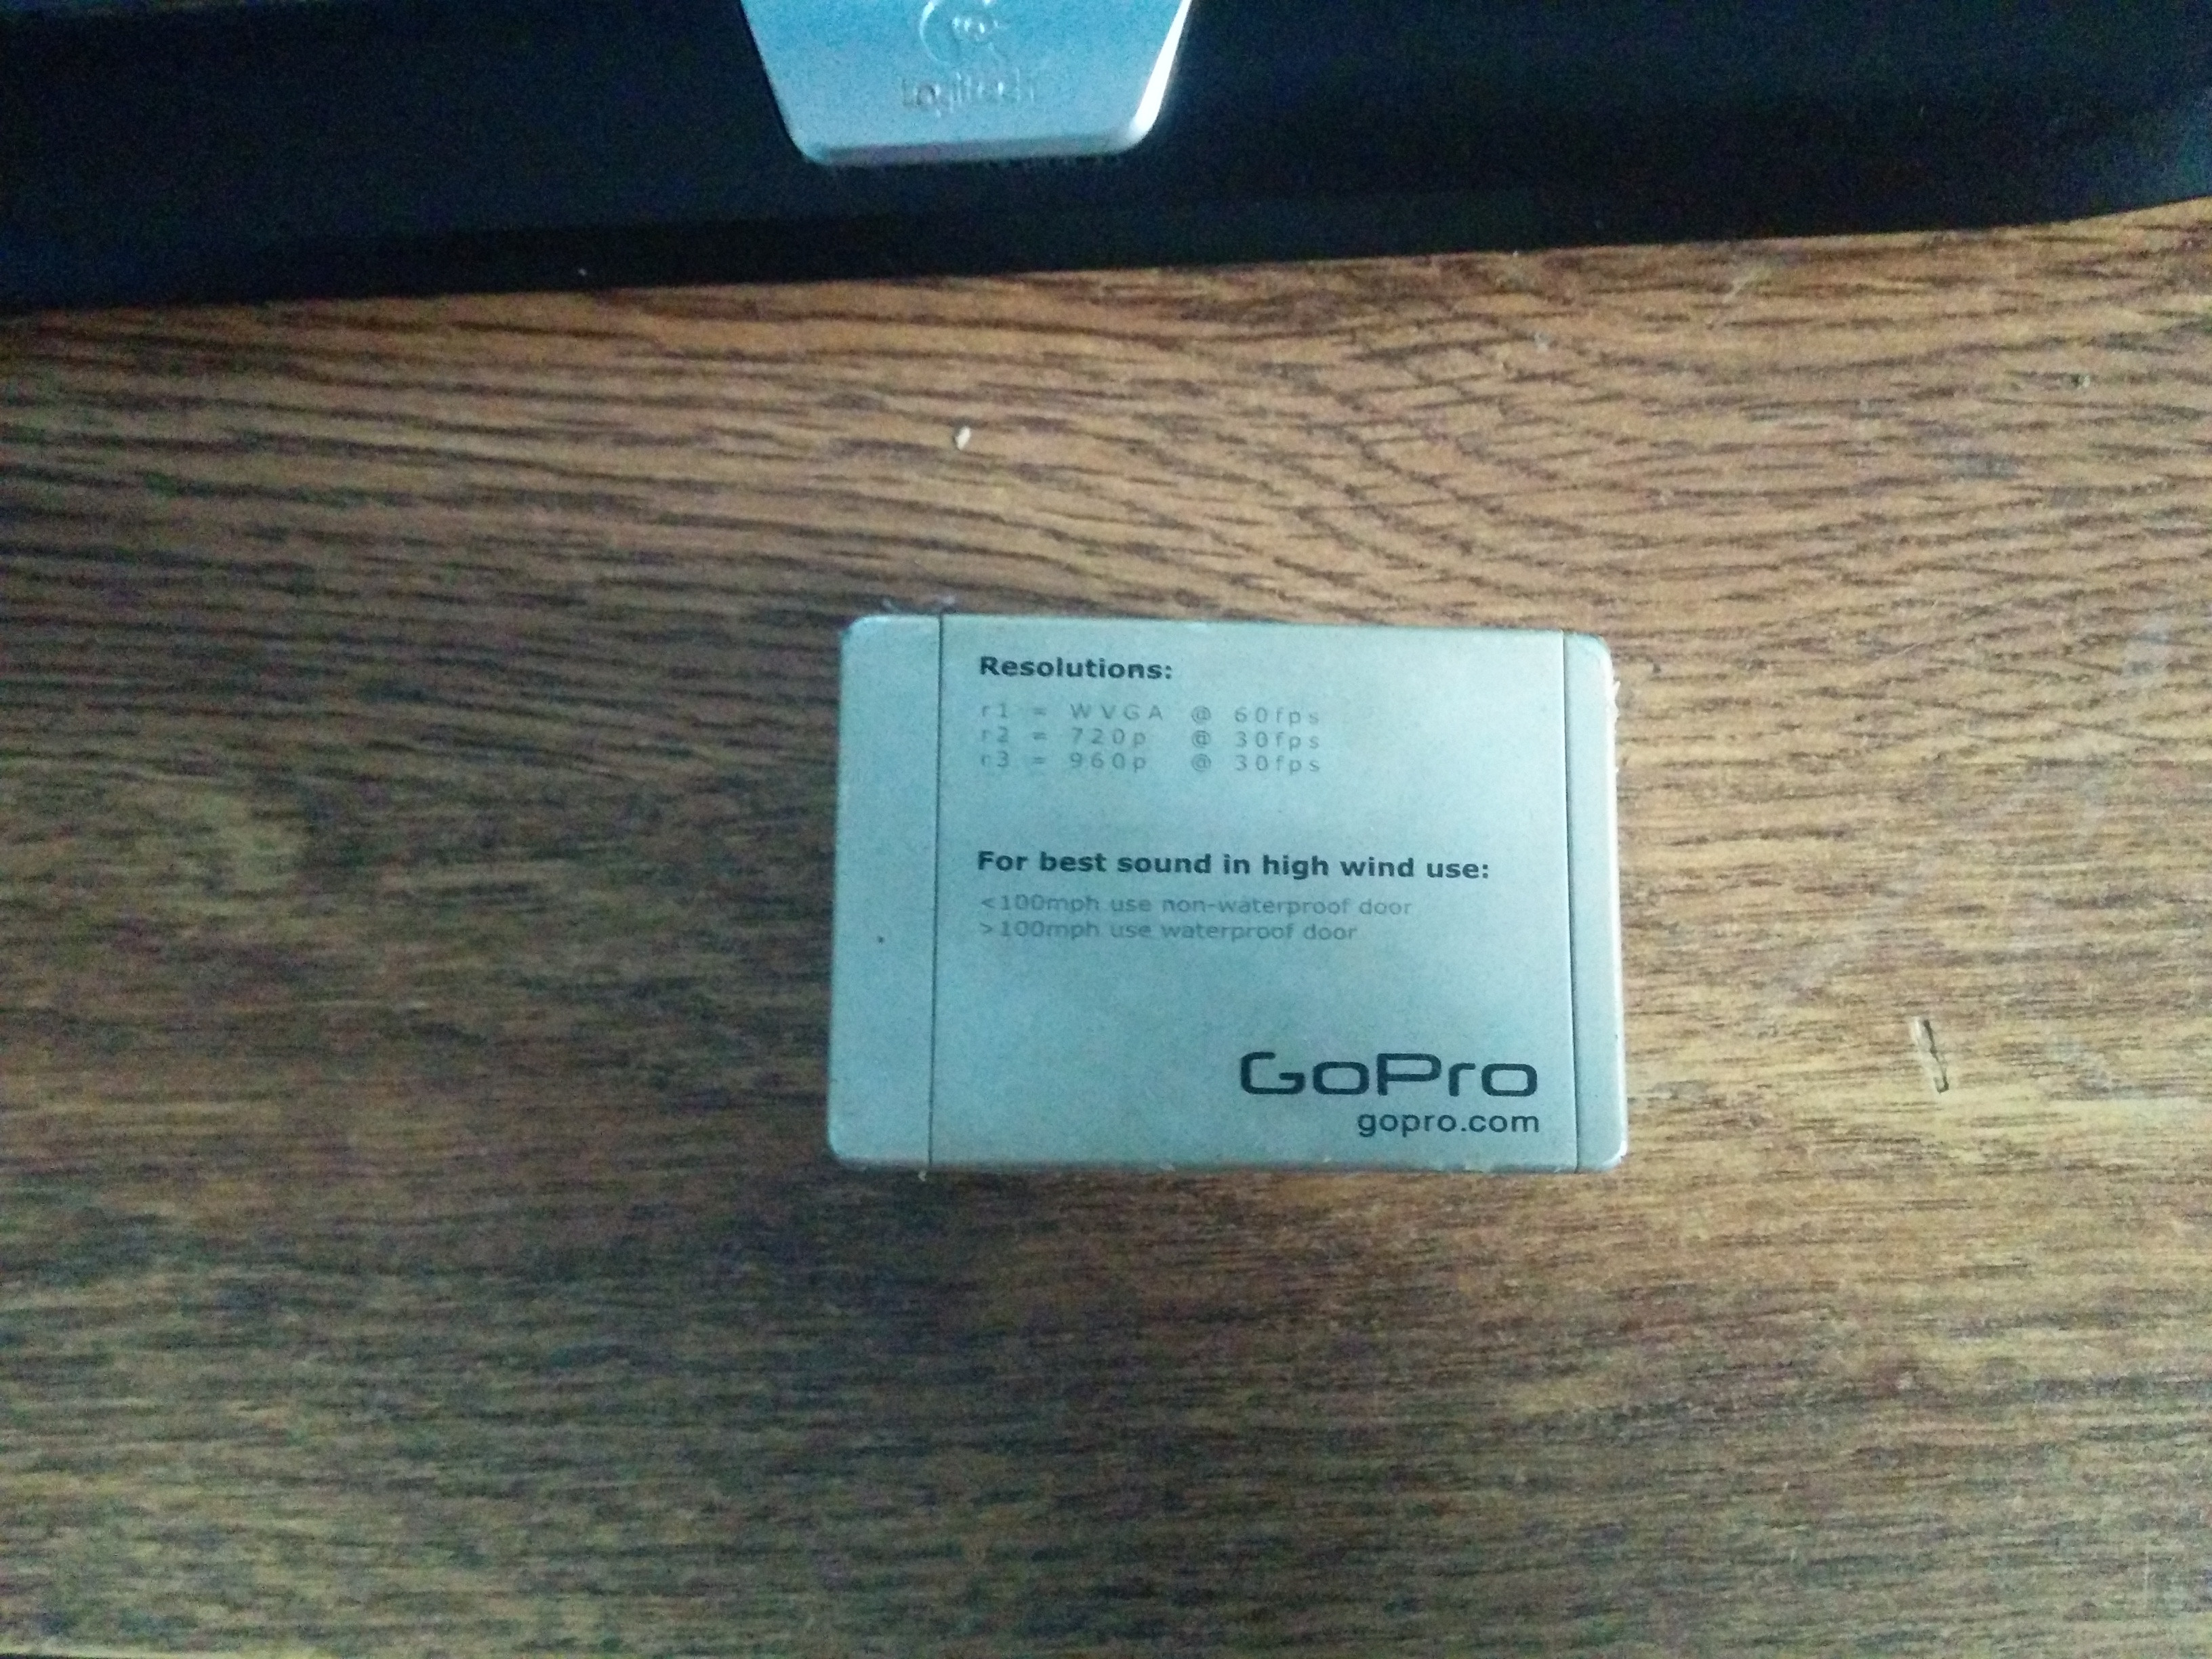 Logitech
Resolutions:
r1 = WVGA @ 60fps
r2 = 720p @ 30fps
r3 = 960p @ 30fps
For best sound in high wind use:
<100mph use non-waterproof door
>100mph use waterproof door
GoPro
gopro.com